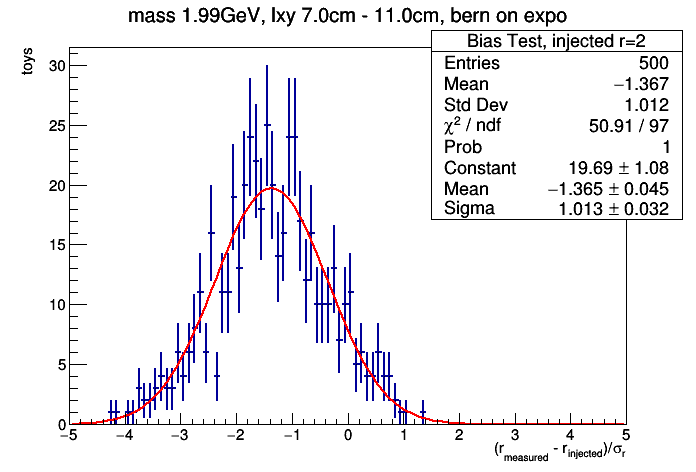 mass 1.99GeV, lxy 7.0cm - 11.0cm, bern on expo
toys
Bias Test, injected r=2
Entries 500
Mean −1.367
Std Dev 1.012
χ² / ndf 50.91 / 97
Prob 1
Constant 19.69 ± 1.08
Mean −1.365 ± 0.045
Sigma 1.013 ± 0.032
30
25
20
15
10
5
0
−5 −4 −3 −2 −1 0 1 2 3 4 5
(r_measured - r_injected)/σ_r